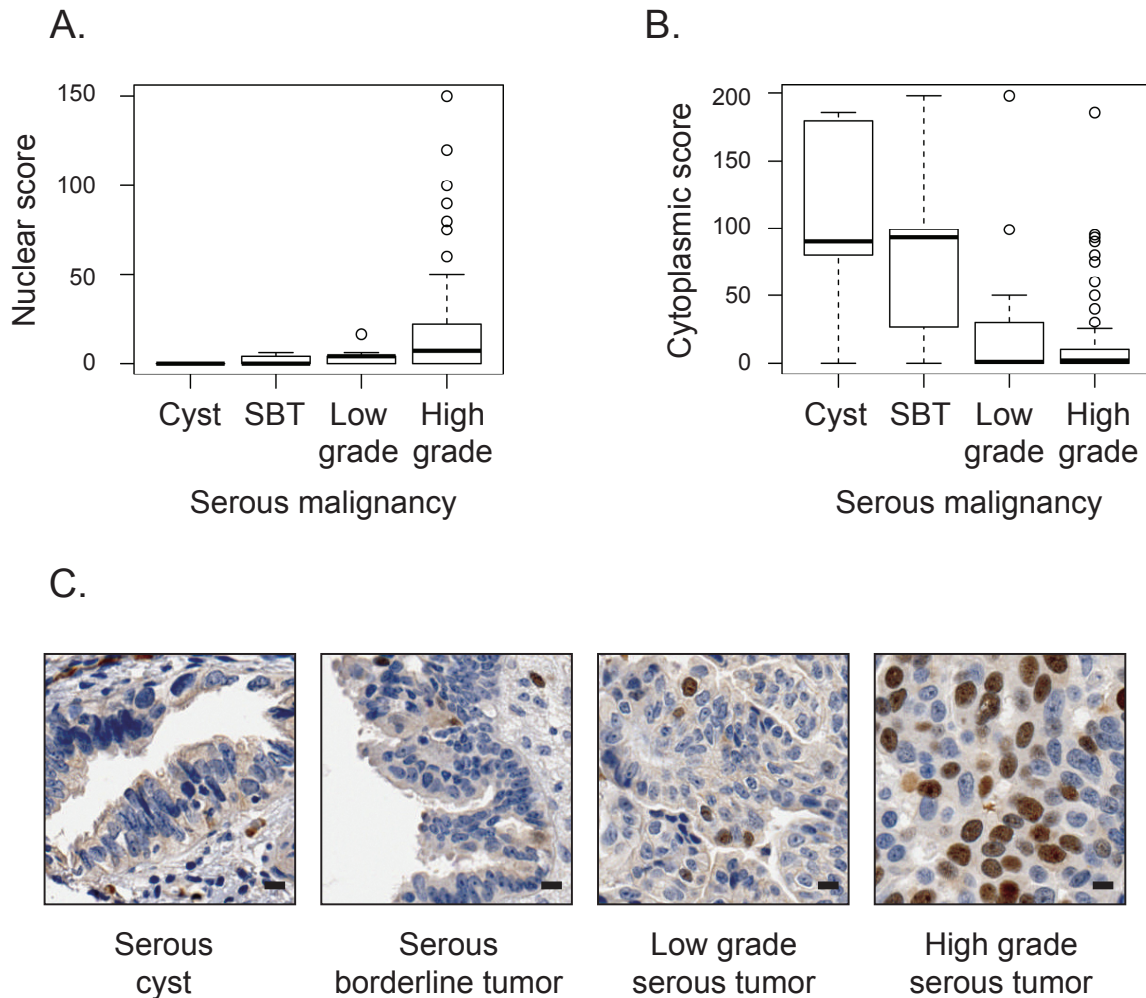 A.
Nuclear score
150
100
50
0
Cyst SBT Low grade High grade
Serous malignancy
B.
Cytoplasmic score
200
150
100
50
0
Cyst SBT Low grade High grade
Serous malignancy
C.
Serous cyst
Serous borderline tumor
Low grade serous tumor
High grade serous tumor